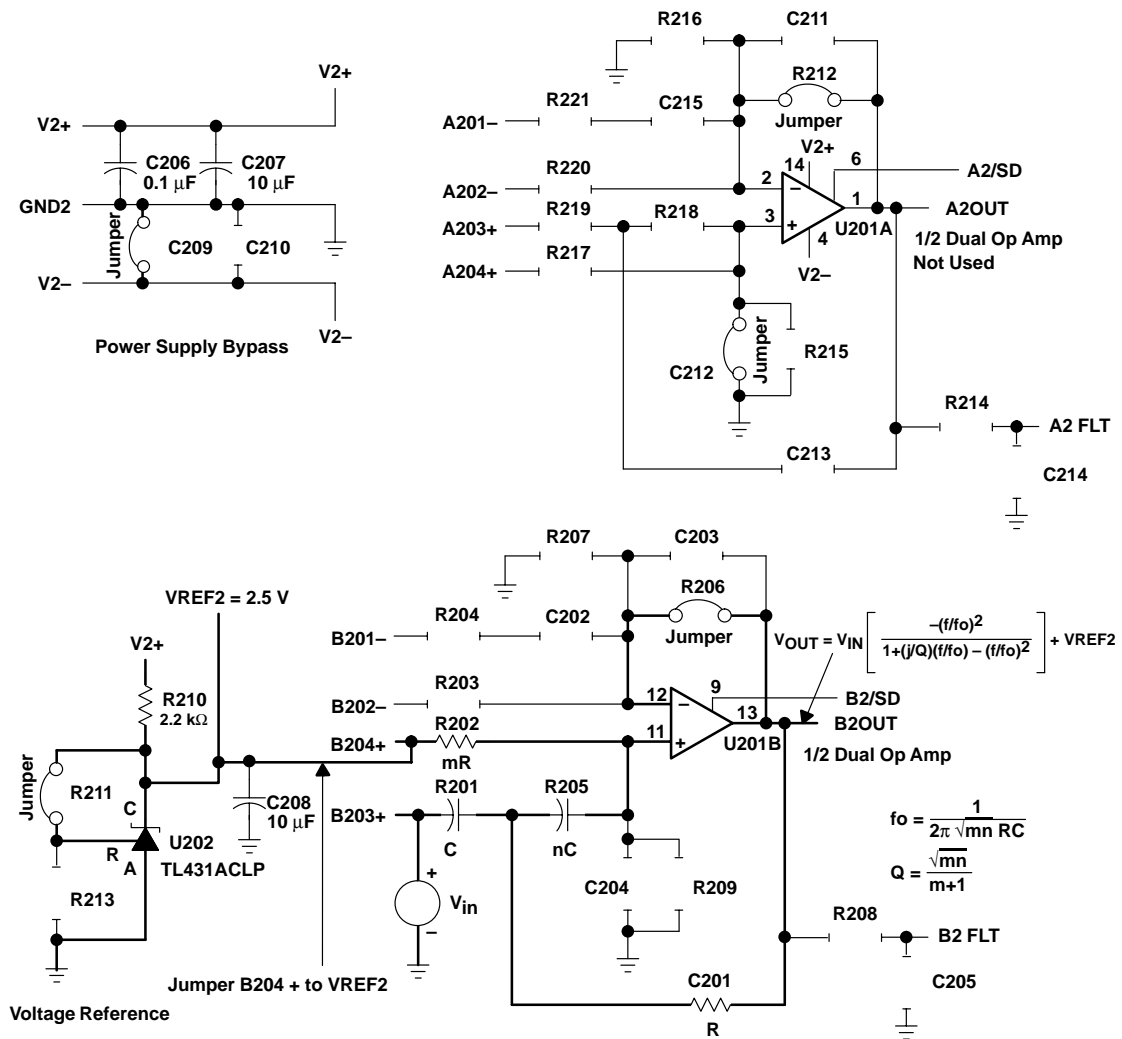 R216
C211
V2+
R212
R221
C215
V2+
A201–
Jumper
C206
C207
V2+
14
6
0.1 μF
10 μF
R220
A2/SD
A202–
2
–
GND2
R219
R218
1
A2OUT
A203+
3
+
U201A
Jumper
C209
C210
R217
4
1/2 Dual Op Amp
A204+
V2–
Not Used
V2–
V2–
Jumper
R215
Power Supply Bypass
C212
R214
A2 FLT
C213
C214
R207
C203
VREF2 = 2.5 V
R206
R204
C202
V2+
B201–
Jumper
VOUT = VIN [ –(f/fo)2 / 1+(j/Q)(f/fo) – (f/fo)2 ] + VREF2
R210
R203
9
2.2 kΩ
B202–
12
–
B2/SD
R202
13
B2OUT
B204+
11
+
U201B
mR
1/2 Dual Op Amp
Jumper
R211
R201
R205
C
C208
10 μF
B203+
fo = 1 / 2π √mn RC
U202
C
nC
R
TL431ACLP
A
+
Q = √mn / m+1
R213
C204
R209
Vin
–
R208
B2 FLT
Jumper B204 + to VREF2
C201
C205
Voltage Reference
R